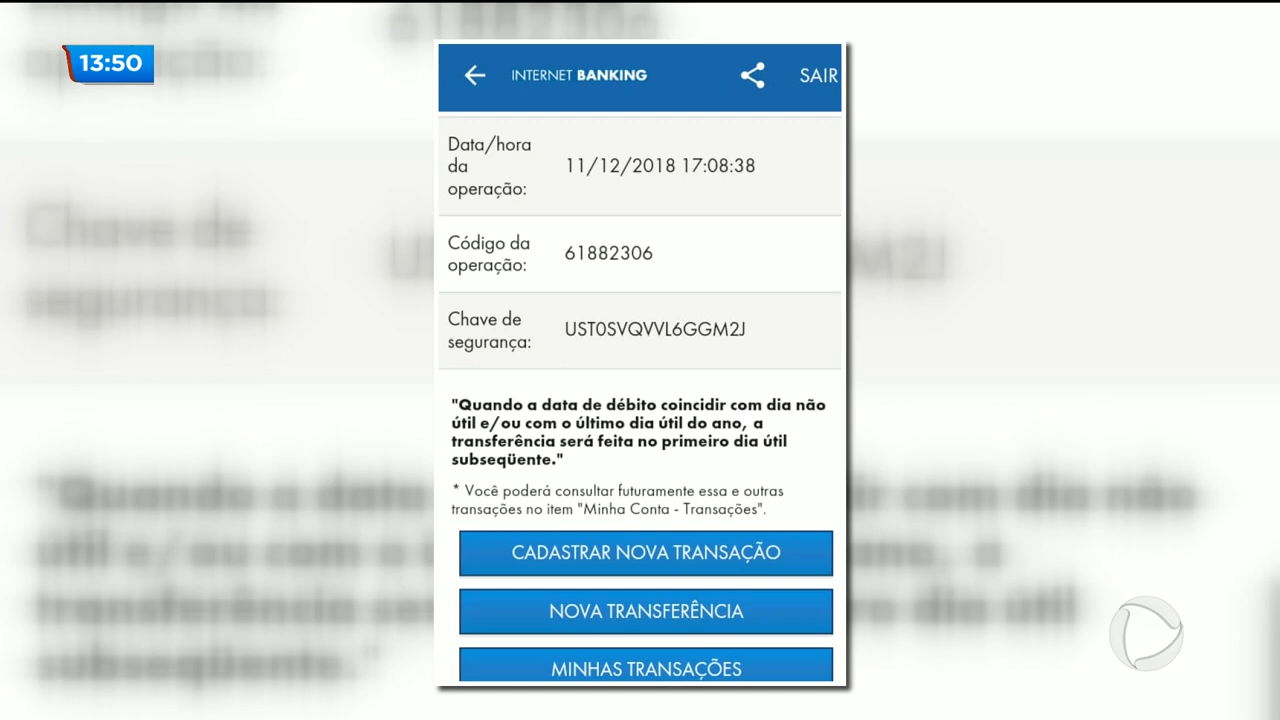 13:50
INTERNET BANKING
SAIR
Data/hora
da
operação:
11/12/2018 17:08:38
Código da
operação:
61882306
Chave de
segurança:
UST0SVQVVL6GGM2J
"Quando a data de débito coincidir com dia não
útil e/ou com o último dia útil do ano, a
transferência será feita no primeiro dia útil
subseqüente."
* Você poderá consultar futuramente essa e outras
transações no item "Minha Conta - Transações".
CADASTRAR NOVA TRANSAÇÃO
NOVA TRANSFERÊNCIA
MINHAS TRANSAÇÕES